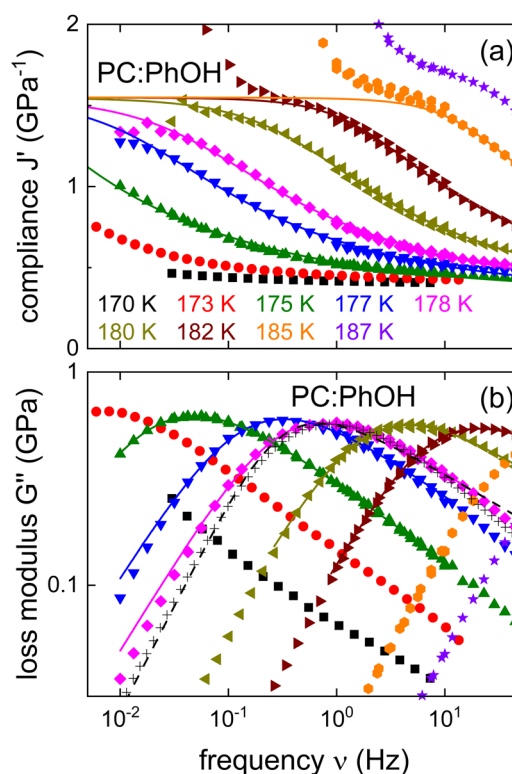 2
(a)
PC:PhOH
compliance J' (GPa⁻¹)
1
170 K 173 K 175 K 177 K 178 K
180 K 182 K 185 K 187 K
0
1
PC:PhOH
(b)
loss modulus G'' (GPa)
0.1
10⁻² 10⁻¹ 10⁰ 10¹
frequency ν (Hz)